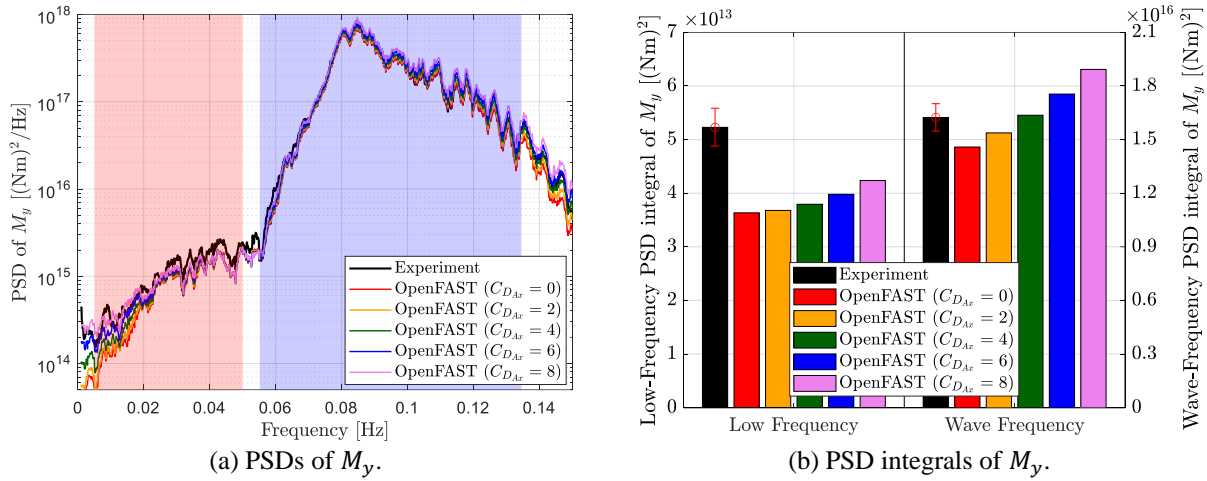 10^18
10^17
10^16
10^15
10^14
PSD of M_y [(Nm)^2/Hz]
0 0.02 0.04 0.06 0.08 0.1 0.12 0.14
Frequency [Hz]
Experiment
OpenFAST (C_{D_{Ax}} = 0)
OpenFAST (C_{D_{Ax}} = 2)
OpenFAST (C_{D_{Ax}} = 4)
OpenFAST (C_{D_{Ax}} = 6)
OpenFAST (C_{D_{Ax}} = 8)
(a) PSDs of M_y.
×10^13
7
6
5
4
3
2
1
0
Low-Frequency PSD integral of M_y [(Nm)^2]
×10^16
2.1
1.8
1.5
1.2
0.9
0.6
0.3
0
Wave-Frequency PSD integral of M_y [(Nm)^2]
Experiment
OpenFAST (C_{D_{Ax}} = 0)
OpenFAST (C_{D_{Ax}} = 2)
OpenFAST (C_{D_{Ax}} = 4)
OpenFAST (C_{D_{Ax}} = 6)
OpenFAST (C_{D_{Ax}} = 8)
Low Frequency Wave Frequency
(b) PSD integrals of M_y.